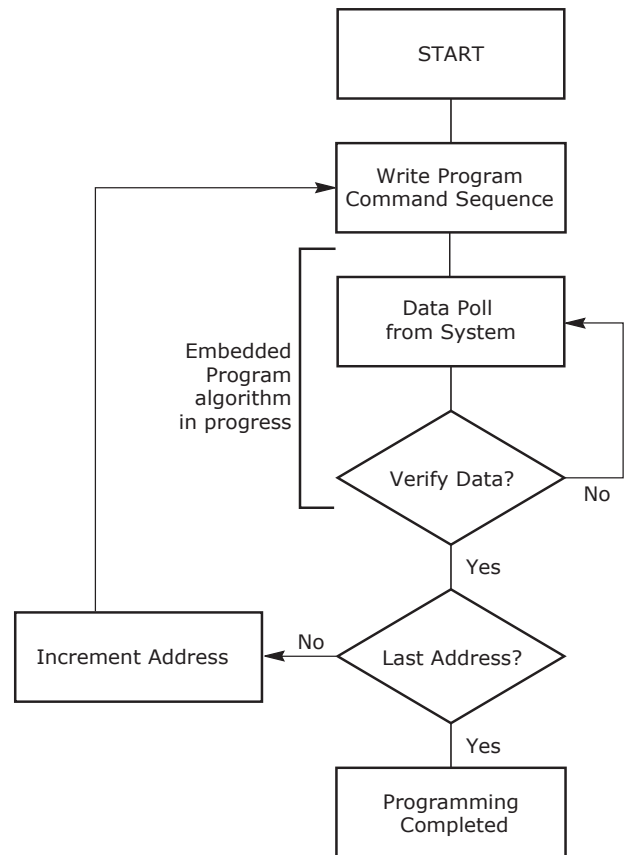 START
Write Program
Command Sequence
Data Poll
from System
Embedded
Program
algorithm
in progress
Verify Data?
No
Yes
No
Increment Address
Last Address?
Yes
Programming
Completed